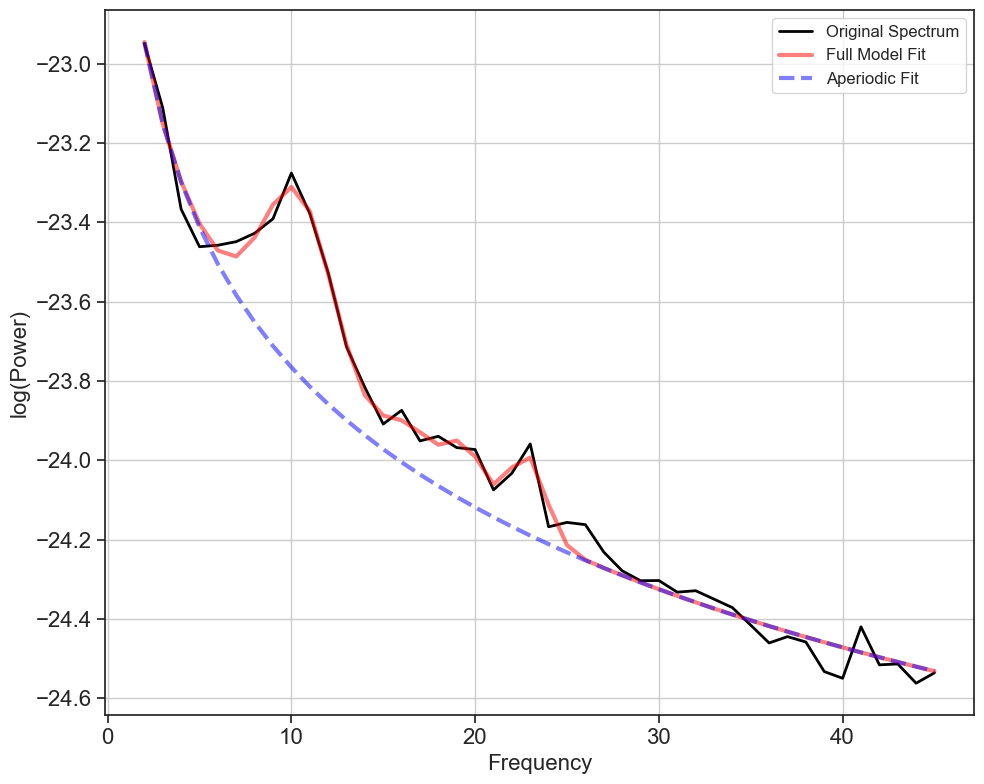 Original Spectrum
Full Model Fit
Aperiodic Fit
log(Power)
−23.0
−23.2
−23.4
−23.6
−23.8
−24.0
−24.2
−24.4
−24.6
0 10 20 30 40
Frequency